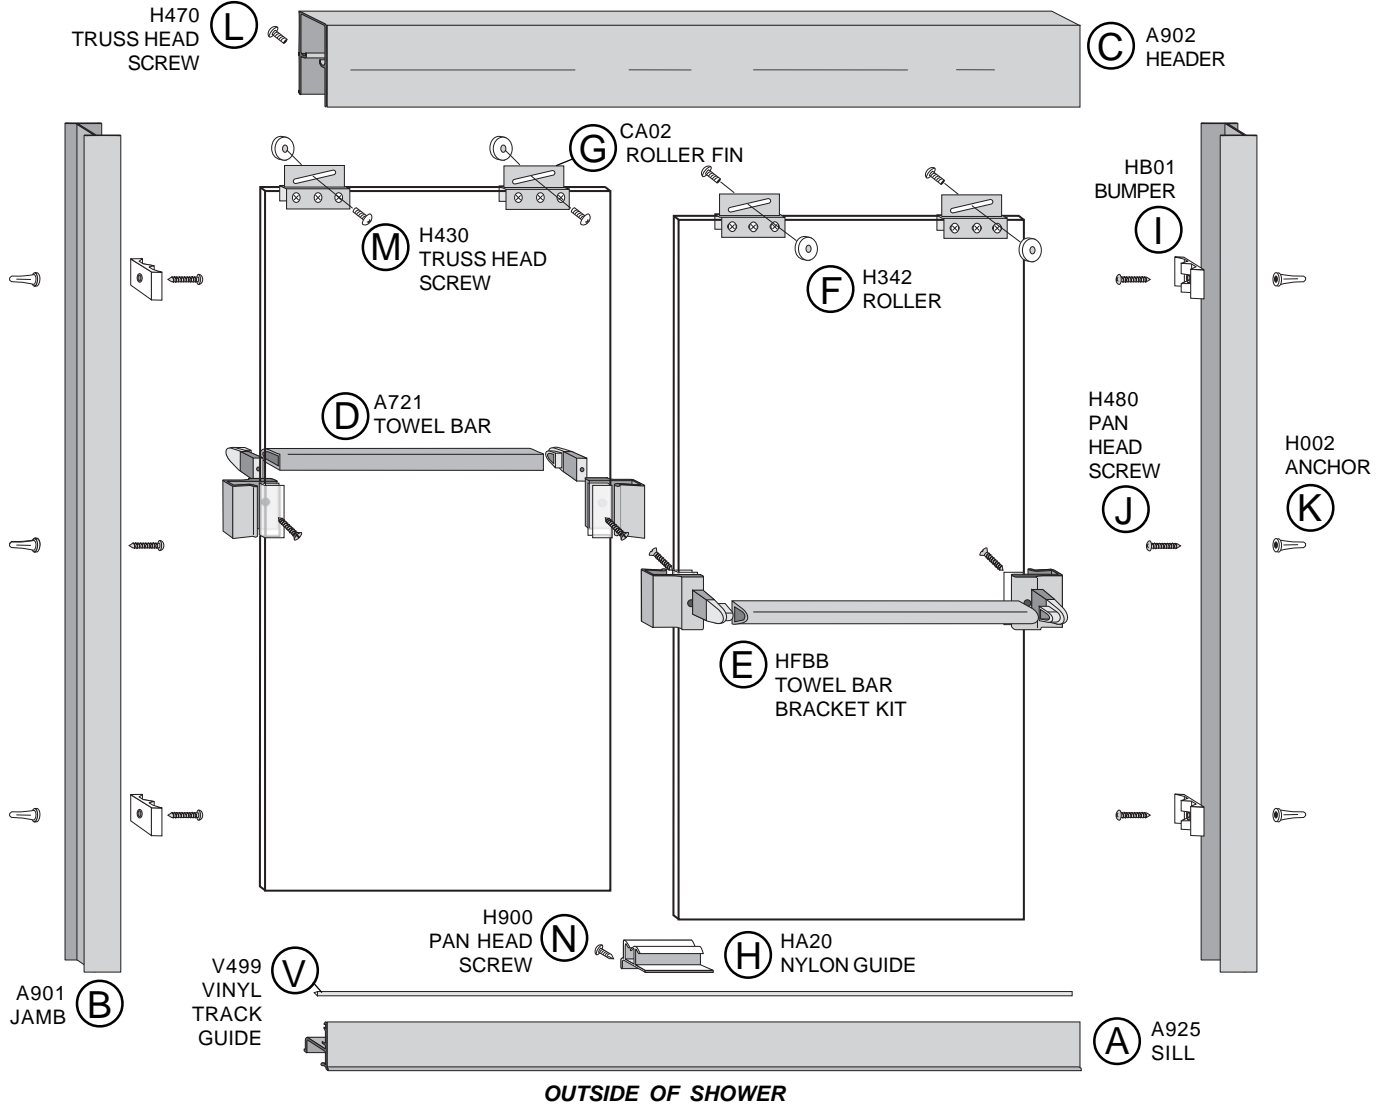 H470
TRUSS HEAD
SCREW
L
C
A902
HEADER
G
CA02
ROLLER FIN
HB01
BUMPER
I
M
H430
TRUSS HEAD
SCREW
F
H342
ROLLER
D
A721
TOWEL BAR
H480
PAN
HEAD
SCREW
J
H002
ANCHOR
K
E
HFBB
TOWEL BAR
BRACKET KIT
H900
PAN HEAD
SCREW
N
H
HA20
NYLON GUIDE
V499
VINYL
TRACK
GUIDE
V
A901
JAMB
B
A
A925
SILL
OUTSIDE OF SHOWER